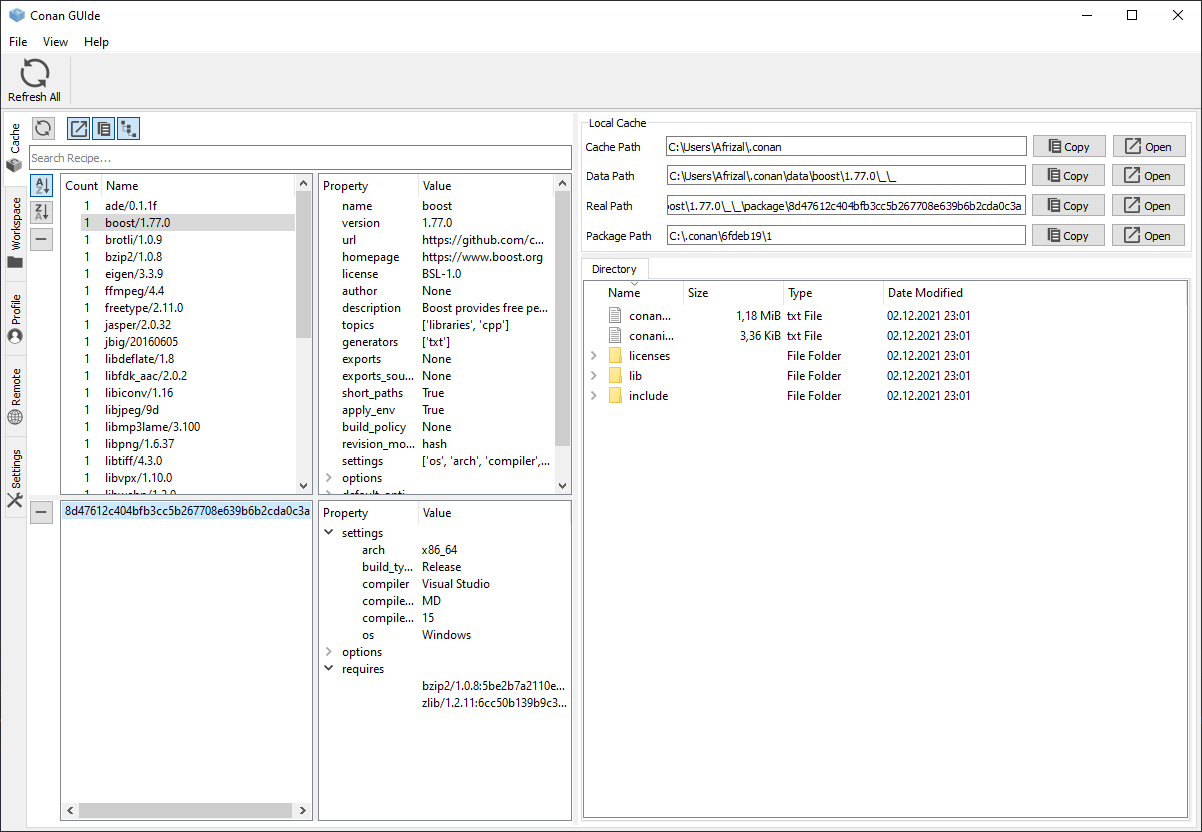 Conan GUIde
File View Help
Refresh All
Cache
Workspace
Profile
Remote
Settings
Search Recipe...
Count Name
1 ade/0.1.1f
1 boost/1.77.0
1 brotli/1.0.9
1 bzip2/1.0.8
1 eigen/3.3.9
1 ffmpeg/4.4
1 freetype/2.11.0
1 jasper/2.0.32
1 jbig/20160605
1 libdeflate/1.8
1 libfdk_aac/2.0.2
1 libiconv/1.16
1 libjpeg/9d
1 libmp3lame/3.100
1 libpng/1.6.37
1 libtiff/4.3.0
1 libvpx/1.10.0
Property Value
name boost
version 1.77.0
url https://github.com/c...
homepage https://www.boost.org
license BSL-1.0
author None
description Boost provides free pe...
topics ['libraries', 'cpp']
generators ['txt']
exports None
exports_sou... None
short_paths True
apply_env True
build_policy None
revision_mo... hash
settings ['os', 'arch', 'compiler',...
options
8d47612c404bfb3cc5b267708e639b6b2cda0c3a
Property Value
settings
arch x86_64
build_ty... Release
compiler Visual Studio
compile... MD
compile... 15
os Windows
options
requires
bzip2/1.0.8:5be2b7a2110e...
zlib/1.2.11:6cc50b139b9c3...
Local Cache
Cache Path C:\Users\Afrizal\.conan Copy Open
Data Path C:\Users\Afrizal\.conan\data\boost\1.77.0\_\_ Copy Open
Real Path ost\1.77.0\_\_\package\8d47612c404bfb3cc5b267708e639b6b2cda0c3a Copy Open
Package Path C:\.conan\6fdeb19\1 Copy Open
Directory
Name Size Type Date Modified
conan... 1,18 MiB txt File 02.12.2021 23:01
conani... 3,36 KiB txt File 02.12.2021 23:01
licenses File Folder 02.12.2021 23:01
lib File Folder 02.12.2021 23:01
include File Folder 02.12.2021 23:01